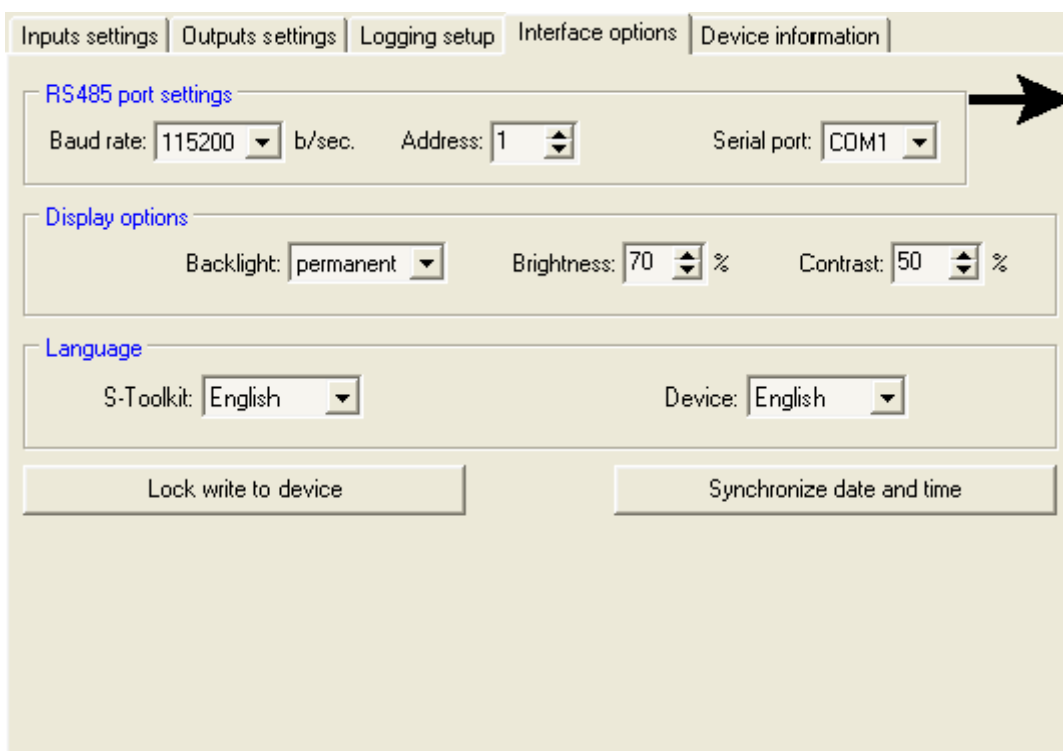 Inputs settings Outputs settings Logging setup Interface options Device information
RS485 port settings
Baud rate: 115200 b/sec. Address: 1 Serial port: COM1
Display options
Backlight: permanent Brightness: 70 % Contrast: 50 %
Language
S-Toolkit: English Device: English
Lock write to device Synchronize date and time